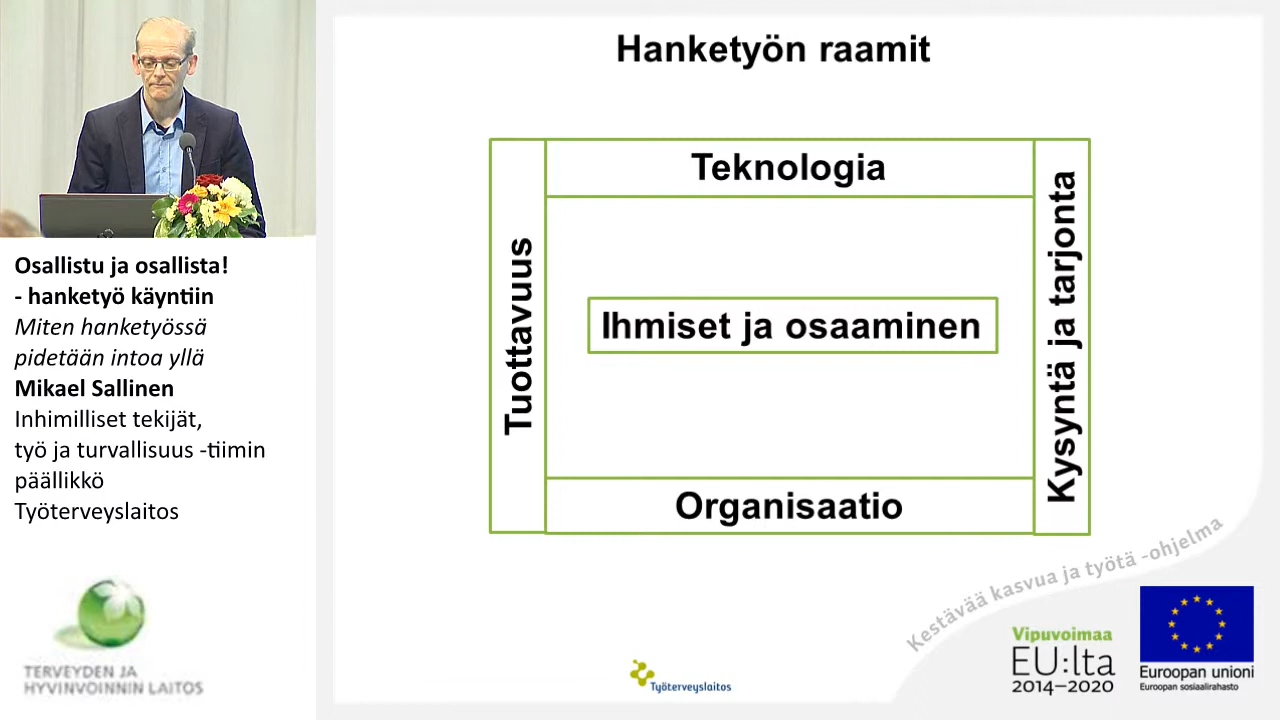 Osallistu ja osallista!
- hanketyö käyntiin
Miten hanketyössä
pidetään intoa yllä
Mikael Sallinen
Inhimilliset tekijät,
työ ja turvallisuus -tiimin
päällikkö
Työterveyslaitos
TERVEYDEN JA
HYVINVOINNIN LAITOS
Hanketyön raamit
Teknologia
Tuottavuus
Ihmiset ja osaaminen
Kysyntä ja tarjonta
Organisaatio
Kestävää kasvua ja työtä -ohjelma
Työterveyslaitos
Vipuvoimaa
EU:lta
2014–2020
Euroopan unioni
Euroopan sosiaalirahasto